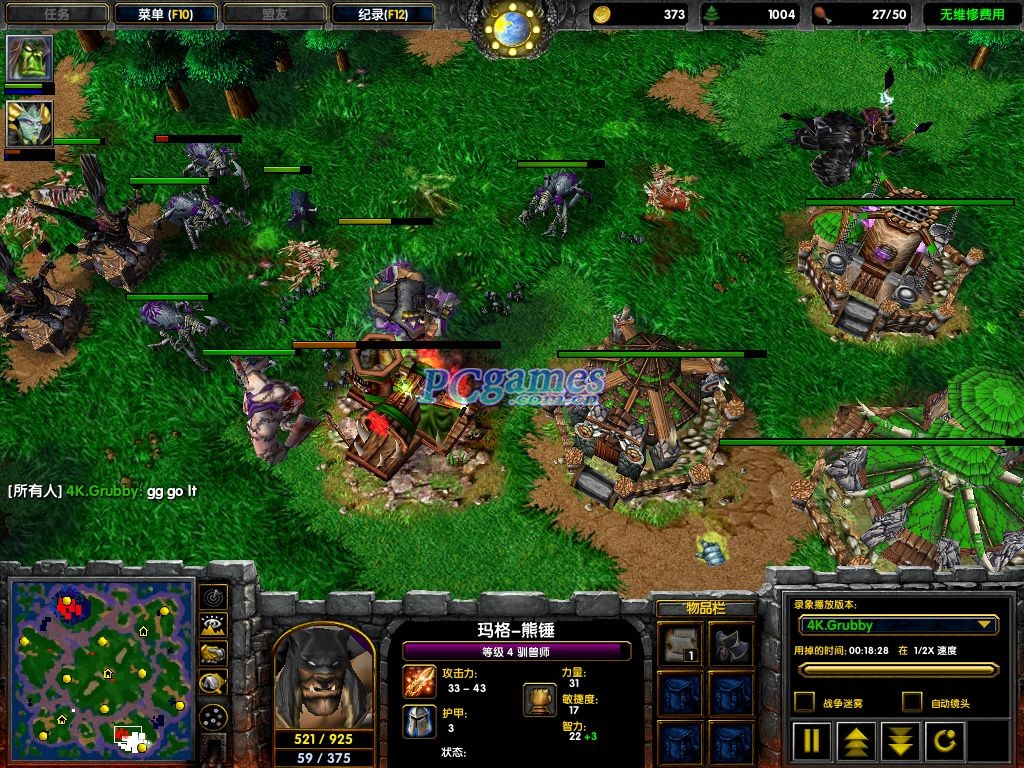 任务
菜单 (F10)
盟友
纪录(F12)
373
1004
27/50
无维修费用
PCgames
.com.cn
[所有人] 4K.Grubby: gg go lt
玛格-熊锤
等级 4 驯兽师
攻击力:
33 - 43
护甲:
3
状态:
力量:
31
敏捷度:
17
智力:
22 +3
521 / 925
59 / 375
物品栏
1
录象播放版本:
4K.Grubby
用掉的时间: 00:18:28 在 1/2X 速度
战争迷雾
自动镜头